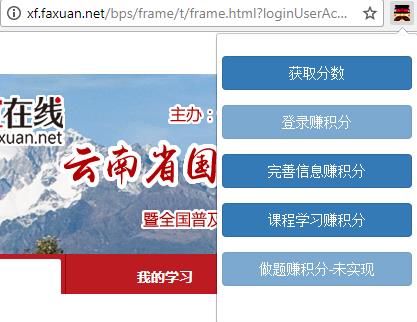 xf.faxuan.net/bps/frame/t/frame.html?loginUserAc...
获取分数
在线
主办：
登录赚积分
xuan.net
云南省国
完善信息赚积分
暨全国普及
课程学习赚积分
我的学习
做题赚积分-未实现